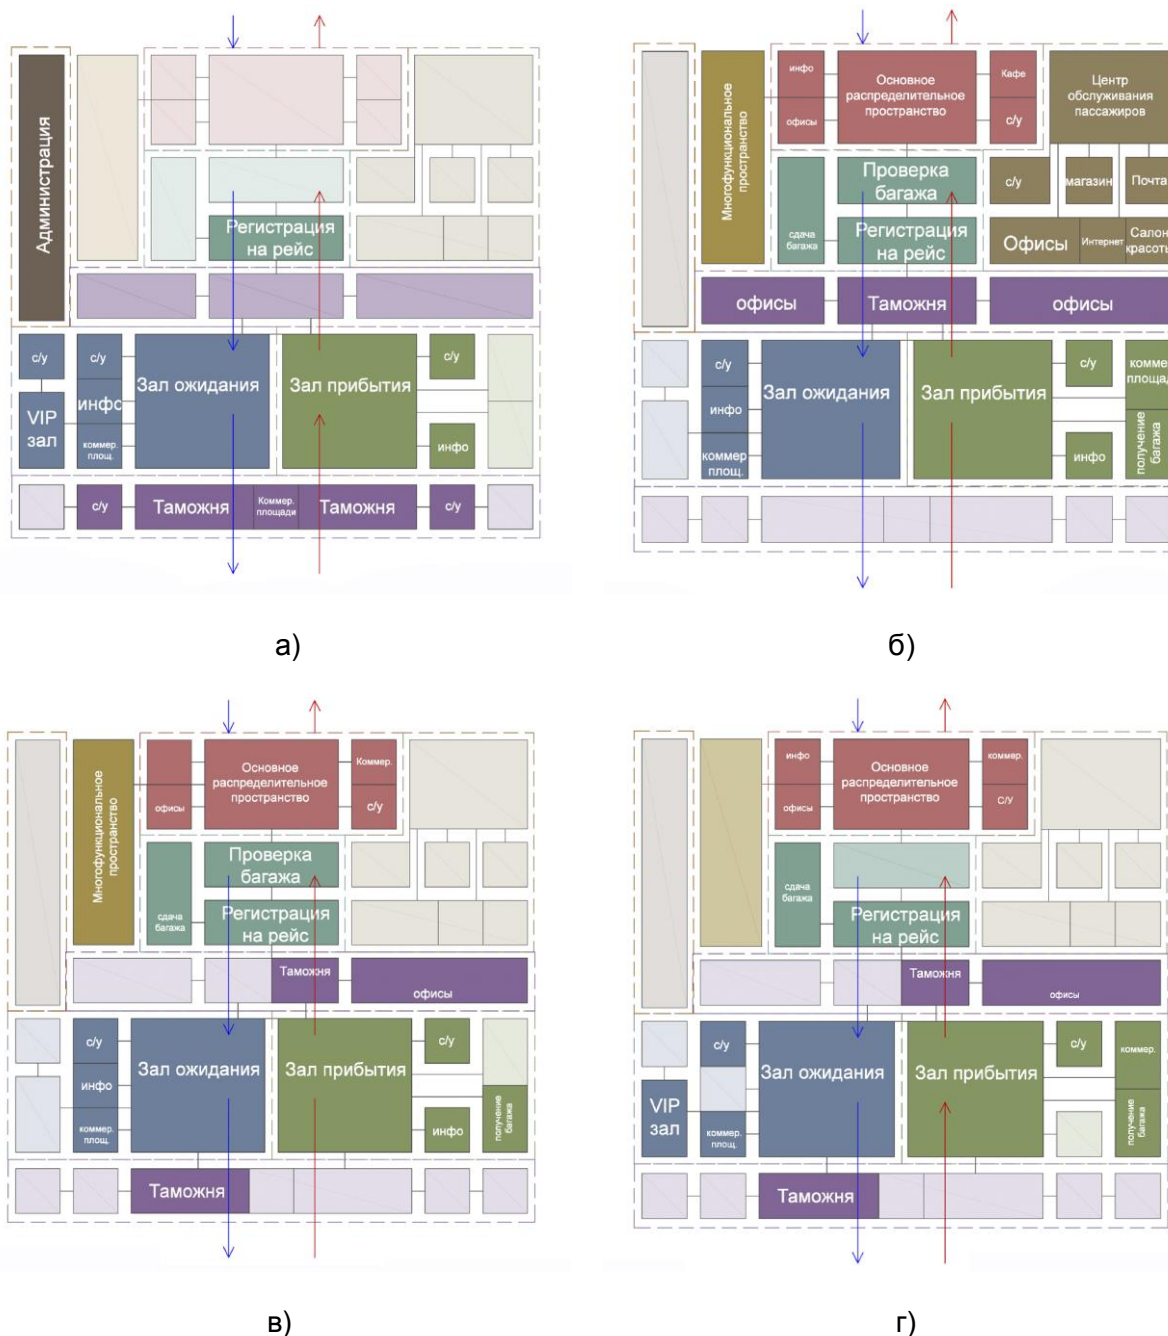 Администрация
Регистрация
на рейс
с/у
с/у
VIP
зал
инфо
коммер.
площ.
Зал ожидания
Зал прибытия
с/у
инфо
с/у
Таможня
Коммер.
площади
Таможня
с/у
а)
Многофункциональное
пространство
инфо
офисы
Основное
распределительное
пространство
Кафе
с/у
Центр
обслуживания
пассажиров
Проверка
багажа
с/у
магазин
Почта
сдача
багажа
Регистрация
на рейс
Офисы
Интернет
Салон
красоты
офисы
Таможня
офисы
с/у
инфо
коммер
площ.
Зал ожидания
Зал прибытия
с/у
инфо
коммер
площади
получение
багажа
б)
Многофункциональное
пространство
офисы
Основное
распределительное
пространство
Коммер.
с/у
Проверка
багажа
сдача
багажа
Регистрация
на рейс
Таможня
офисы
с/у
инфо
коммер.
площ.
Зал ожидания
Зал прибытия
с/у
инфо
получение
багажа
Таможня
в)
инфо
офисы
Основное
распределительное
пространство
коммер.
С/У
сдача
багажа
Регистрация
на рейс
Таможня
офисы
VIP
зал
с/у
коммер.
площ.
Зал ожидания
Зал прибытия
с/у
коммер.
получение
багажа
Таможня
г)